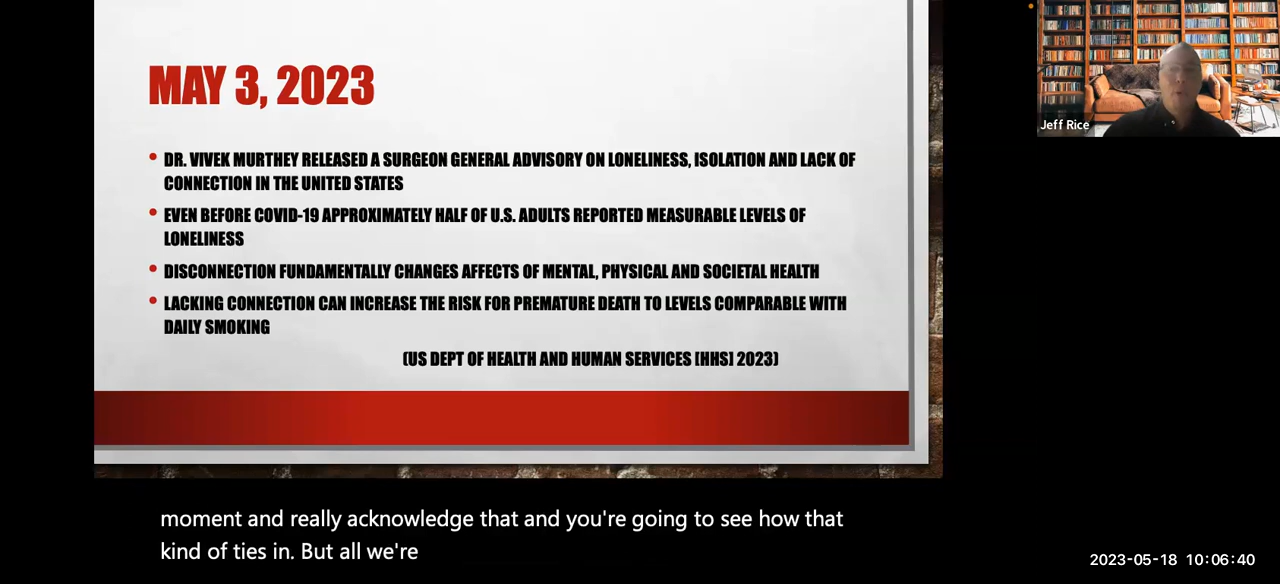 MAY 3, 2023
• DR. VIVEK MURTHEY RELEASED A SURGEON GENERAL ADVISORY ON LONELINESS, ISOLATION AND LACK OF
CONNECTION IN THE UNITED STATES
• EVEN BEFORE COVID-19 APPROXIMATELY HALF OF U.S. ADULTS REPORTED MEASURABLE LEVELS OF
LONELINESS
• DISCONNECTION FUNDAMENTALLY CHANGES AFFECTS OF MENTAL, PHYSICAL AND SOCIETAL HEALTH
• LACKING CONNECTION CAN INCREASE THE RISK FOR PREMATURE DEATH TO LEVELS COMPARABLE WITH
DAILY SMOKING
(US DEPT OF HEALTH AND HUMAN SERVICES [HHS] 2023)
Jeff Rice
moment and really acknowledge that and you're going to see how that
kind of ties in. But all we're
2023-05-18 10:06:40